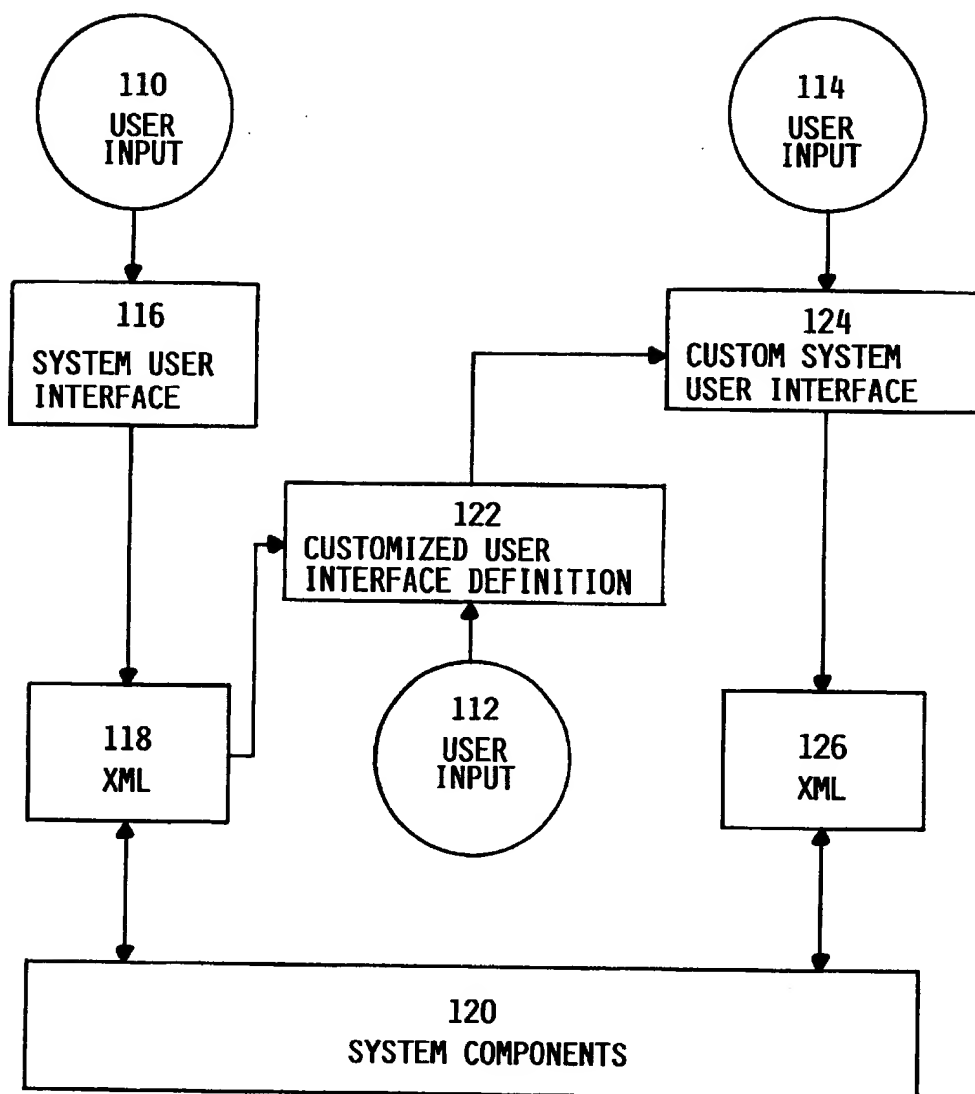 110
USER
INPUT
114
USER
INPUT
116
SYSTEM USER
INTERFACE
124
CUSTOM SYSTEM
USER INTERFACE
122
CUSTOMIZED USER
INTERFACE DEFINITION
118
XML
112
USER
INPUT
126
XML
120
SYSTEM COMPONENTS